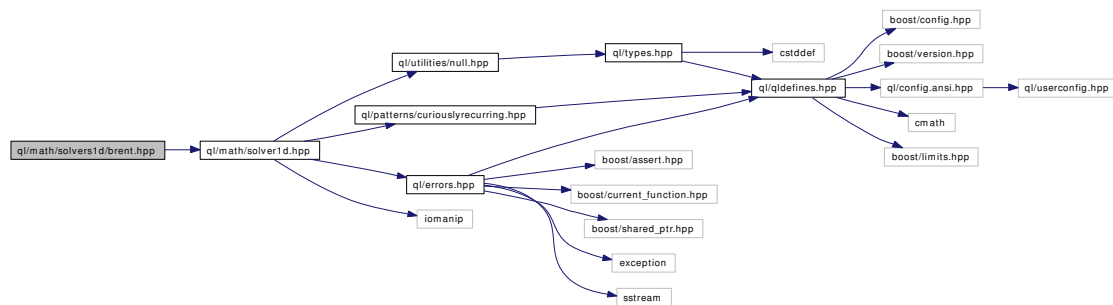 boost/config.hpp
ql/utilities/null.hpp
ql/types.hpp
cstddef
boost/version.hpp
ql/qldefines.hpp
ql/config.ansi.hpp
ql/userconfig.hpp
ql/patterns/curiouslyrecurring.hpp
cmath
ql/math/solvers1d/brent.hpp
ql/math/solver1d.hpp
boost/assert.hpp
boost/limits.hpp
ql/errors.hpp
boost/current_function.hpp
iomanip
boost/shared_ptr.hpp
exception
sstream